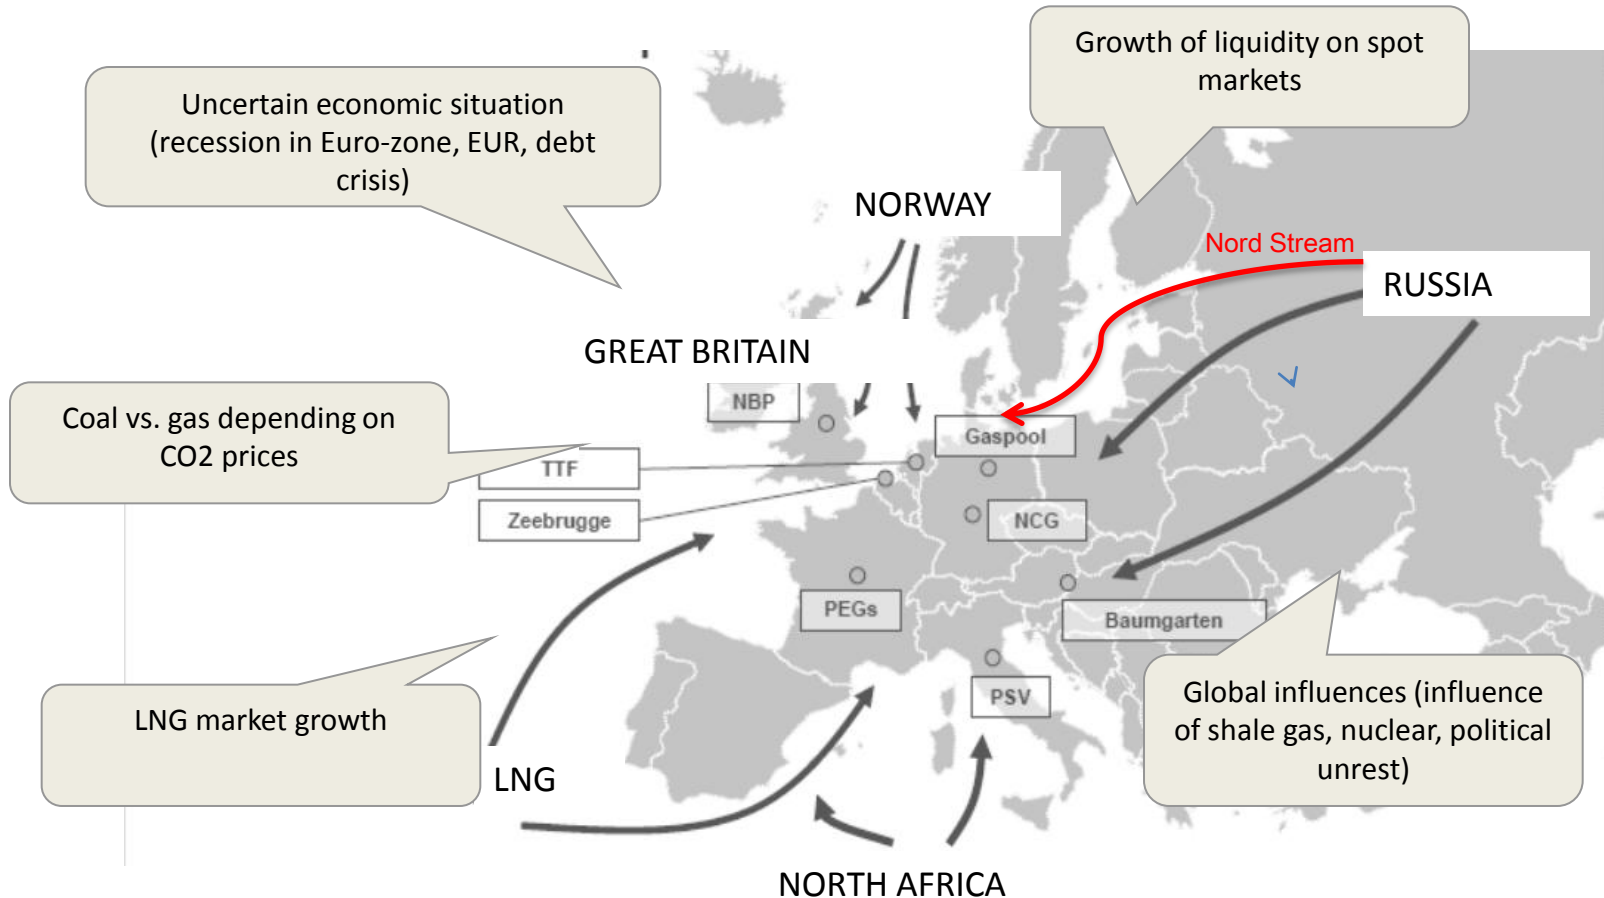 Growth of liquidity on spot
markets
Uncertain economic situation
(recession in Euro-zone, EUR, debt
crisis)
NORWAY
Nord Stream
RUSSIA
GREAT BRITAIN
NBP
Coal vs. gas depending on
CO2 prices
Gaspool
TTF
Zeebrugge
NCG
PEGs
Baumgarten
PSV
Global influences (influence
of shale gas, nuclear, political
unrest)
LNG market growth
LNG
NORTH AFRICA